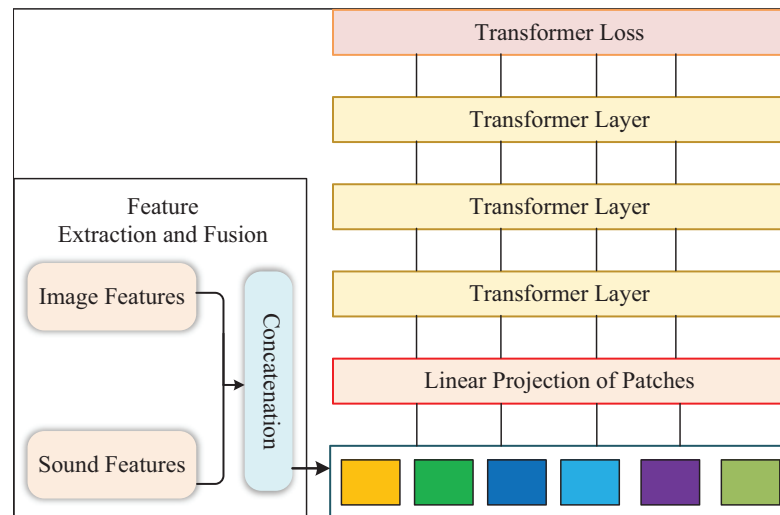 Transformer Loss
Transformer Layer
Transformer Layer
Transformer Layer
Linear Projection of Patches
Feature
Extraction and Fusion
Image Features
Sound Features
Concatenation